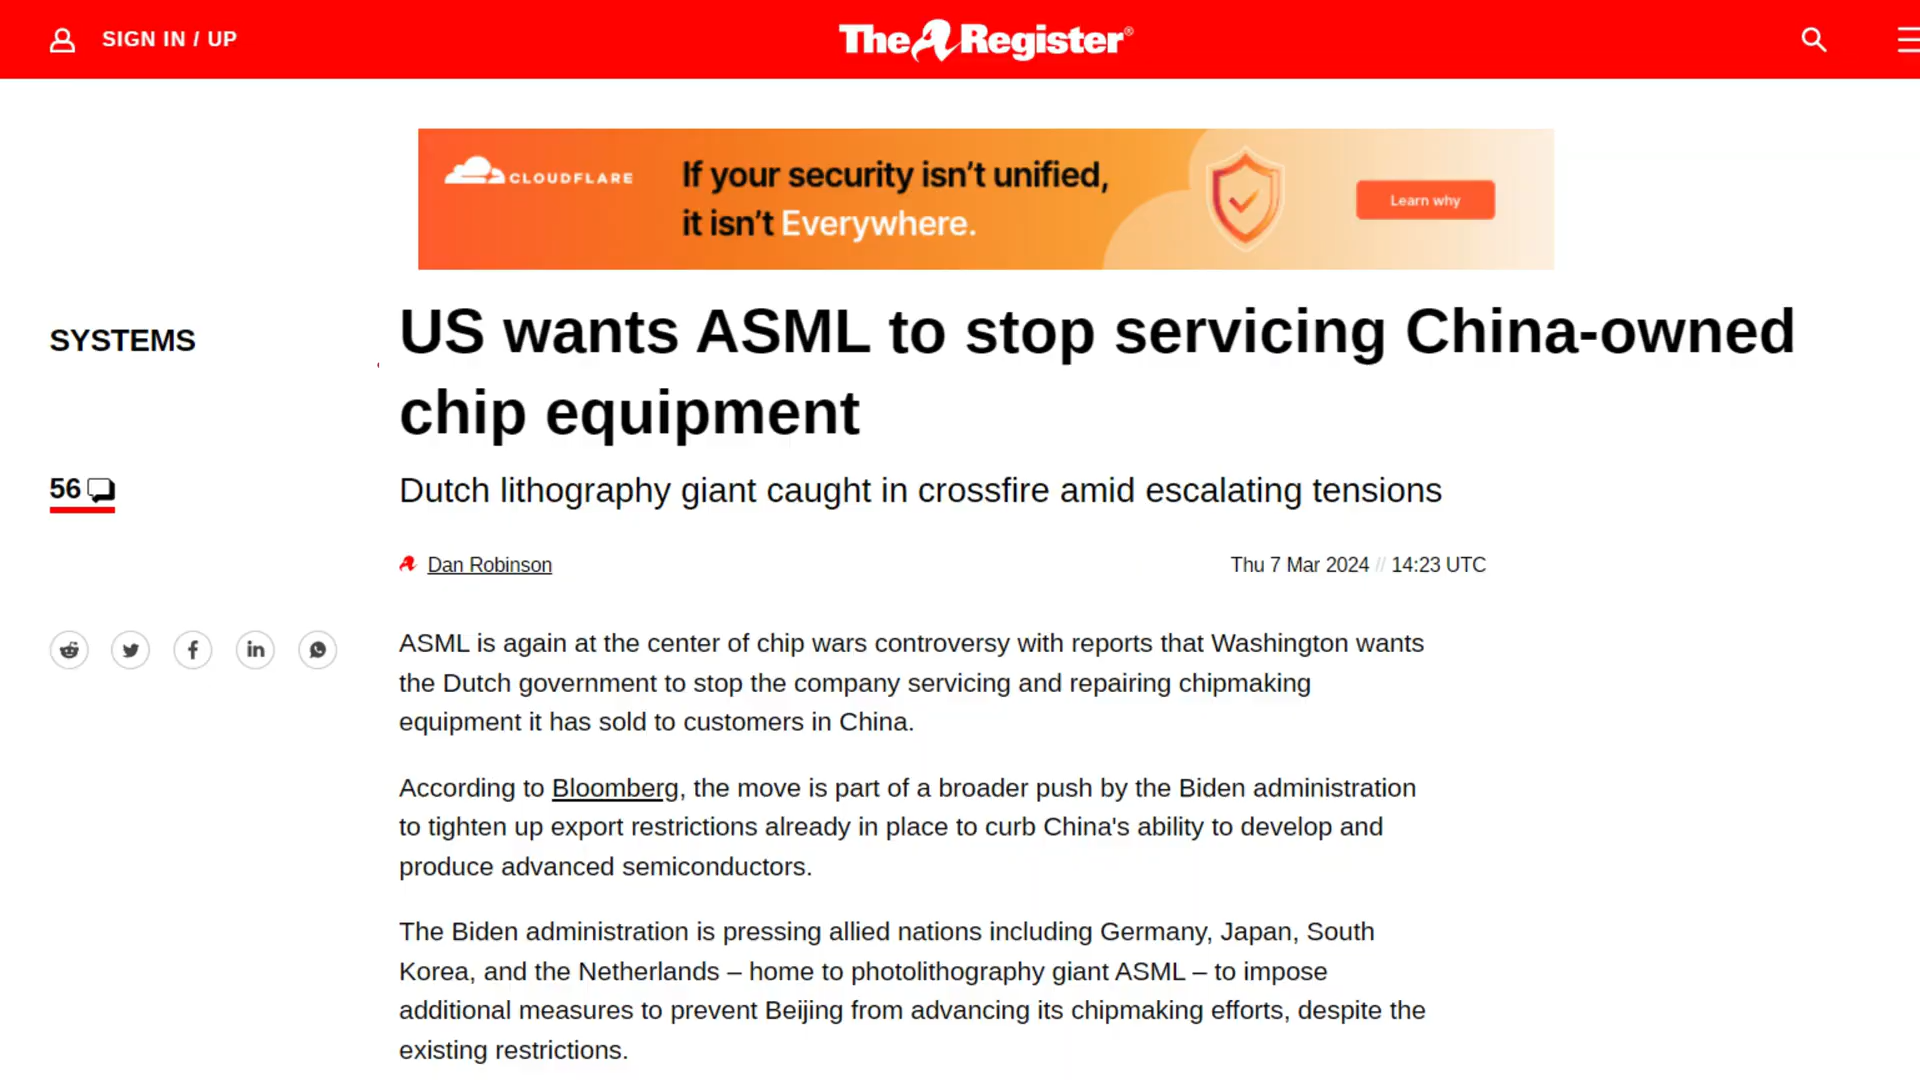 SIGN IN / UP
The Register®
CLOUDFLARE
If your security isn't unified,
it isn't Everywhere.
Learn why
SYSTEMS
US wants ASML to stop servicing China-owned
chip equipment
56
Dutch lithography giant caught in crossfire amid escalating tensions
Dan Robinson
Thu 7 Mar 2024 // 14:23 UTC
ASML is again at the center of chip wars controversy with reports that Washington wants
the Dutch government to stop the company servicing and repairing chipmaking
equipment it has sold to customers in China.
According to Bloomberg, the move is part of a broader push by the Biden administration
to tighten up export restrictions already in place to curb China's ability to develop and
produce advanced semiconductors.
The Biden administration is pressing allied nations including Germany, Japan, South
Korea, and the Netherlands – home to photolithography giant ASML – to impose
additional measures to prevent Beijing from advancing its chipmaking efforts, despite the
existing restrictions.